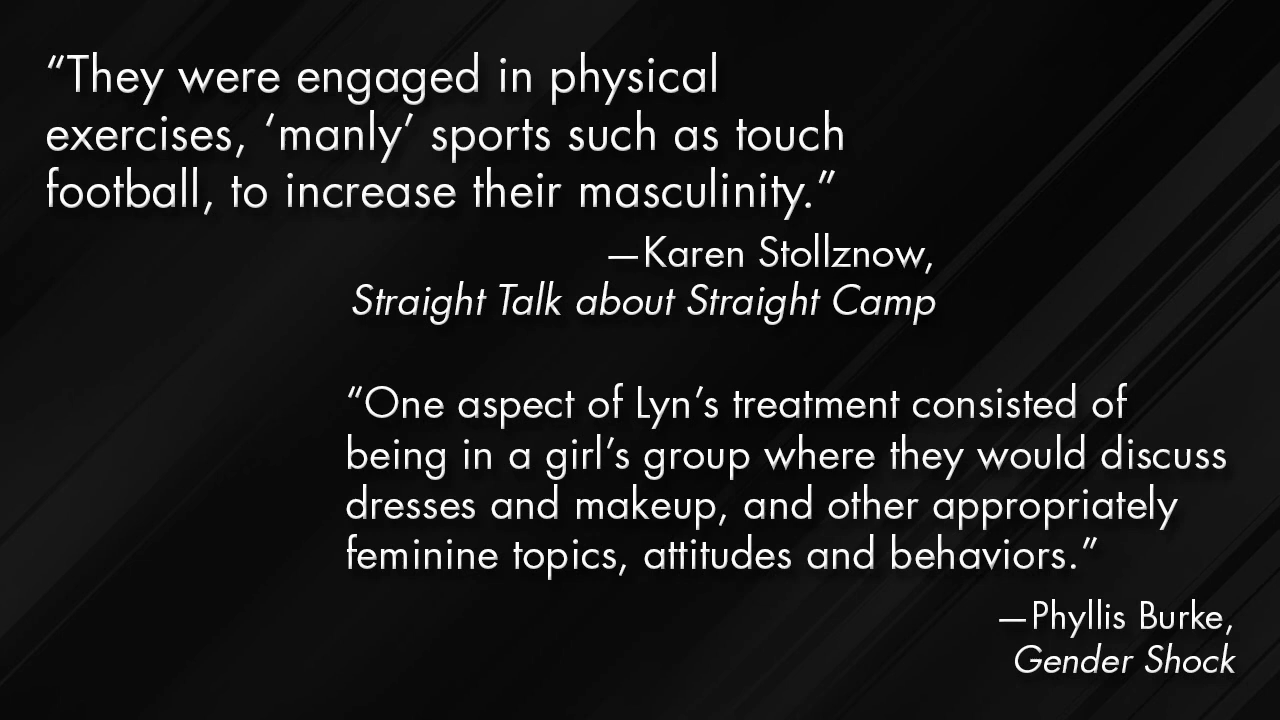 “They were engaged in physical
exercises, ‘manly’ sports such as touch
football, to increase their masculinity.”
—Karen Stollznow,
Straight Talk about Straight Camp
“One aspect of Lyn’s treatment consisted of
being in a girl’s group where they would discuss
dresses and makeup, and other appropriately
feminine topics, attitudes and behaviors.”
—Phyllis Burke,
Gender Shock